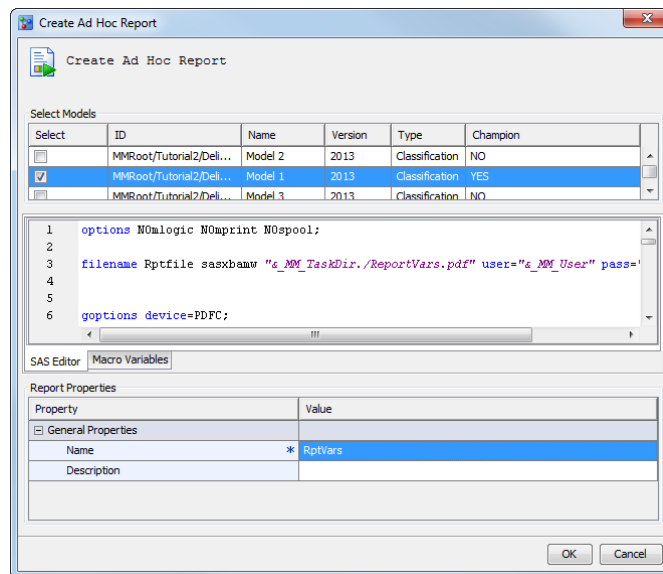 Create Ad Hoc Report
Create Ad Hoc Report
Select Models
Select ID Name Version Type Champion
MMRoot/Tutorial2/Deli... Model 2 2013 Classification NO
MMRoot/Tutorial2/Deli... Model 1 2013 Classification YES
MMRoot/Tutorial2/Deli... Model 3 2013 Classification NO
1 options NOmlogic NOmprint NOspool;
2
3 filename Rptfile sasxbamw "&_MM_TaskDir./ReportVars.pdf" user="&_MM_User" pass='
4
5
6 goptions device=PDFC;
SAS Editor Macro Variables
Report Properties
Property Value
General Properties
Name * RptVars
Description
OK Cancel